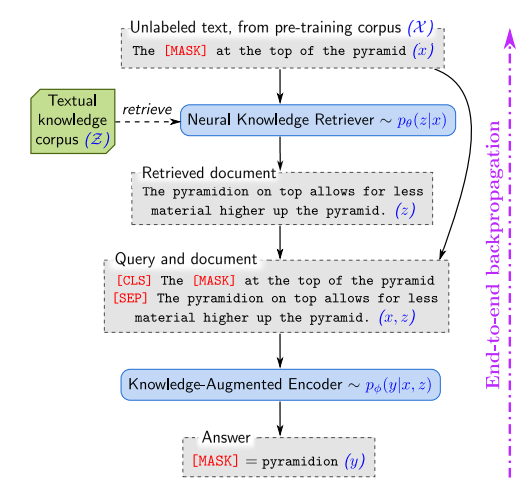 Unlabeled text, from pre-training corpus (𝒳)
The [MASK] at the top of the pyramid (x)
Textual
knowledge
corpus (𝒵)
retrieve
Neural Knowledge Retriever ∼ pθ(z|x)
Retrieved document
The pyramidion on top allows for less
material higher up the pyramid. (z)
Query and document
[CLS] The [MASK] at the top of the pyramid
[SEP] The pyramidion on top allows for less
material higher up the pyramid. (x, z)
Knowledge-Augmented Encoder ∼ pϕ(y|x, z)
Answer
[MASK] = pyramidion (y)
End-to-end backpropagation